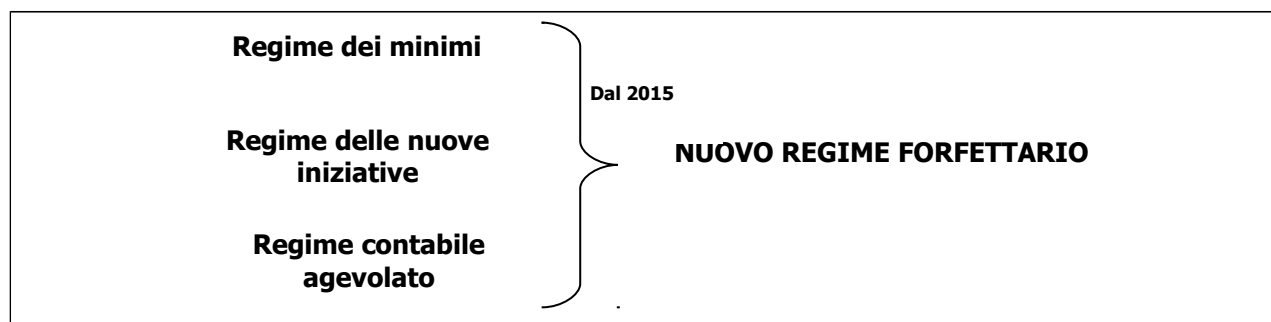 Regime dei minimi
Dal 2015
Regime delle nuove
iniziative
NUOVO REGIME FORFETTARIO
Regime contabile
agevolato